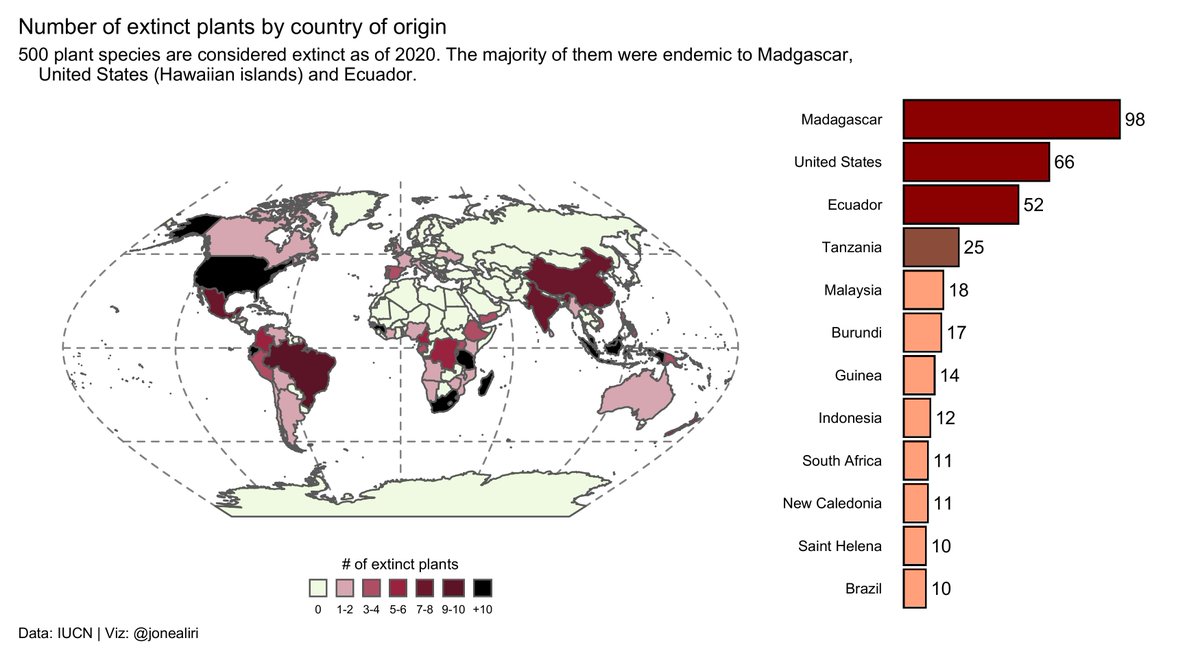 Number of extinct plants by country of origin
500 plant species are considered extinct as of 2020. The majority of them were endemic to Madgascar,
United States (Hawaiian islands) and Ecuador.
Madagascar 98
United States 66
Ecuador 52
Tanzania 25
Malaysia 18
Burundi 17
Guinea 14
Indonesia 12
South Africa 11
New Caledonia 11
Saint Helena 10
Brazil 10
# of extinct plants
0 1-2 3-4 5-6 7-8 9-10 +10
Data: IUCN | Viz: @jonealiri